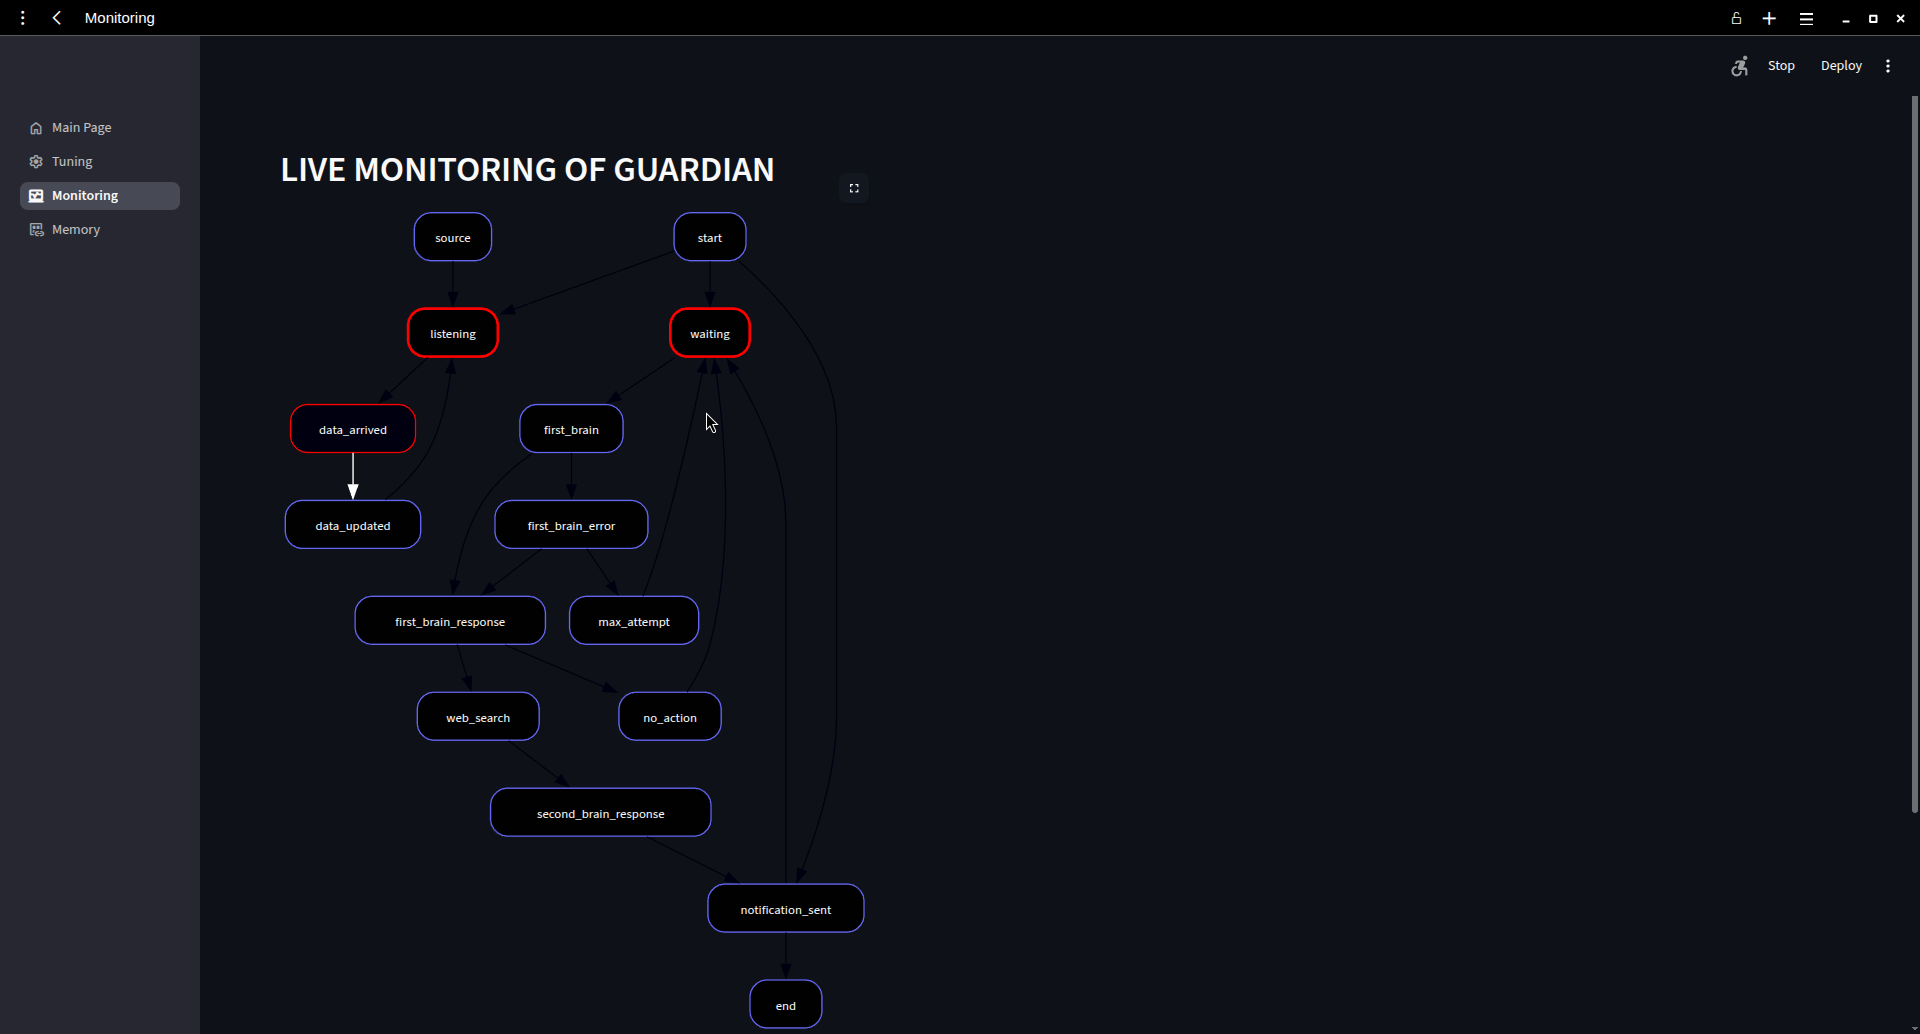 Monitoring
Stop
Deploy
Main Page
Tuning
Monitoring
Memory
LIVE MONITORING OF GUARDIAN
source
start
listening
waiting
data_arrived
first_brain
data_updated
first_brain_error
first_brain_response
max_attempt
web_search
no_action
second_brain_response
notification_sent
end